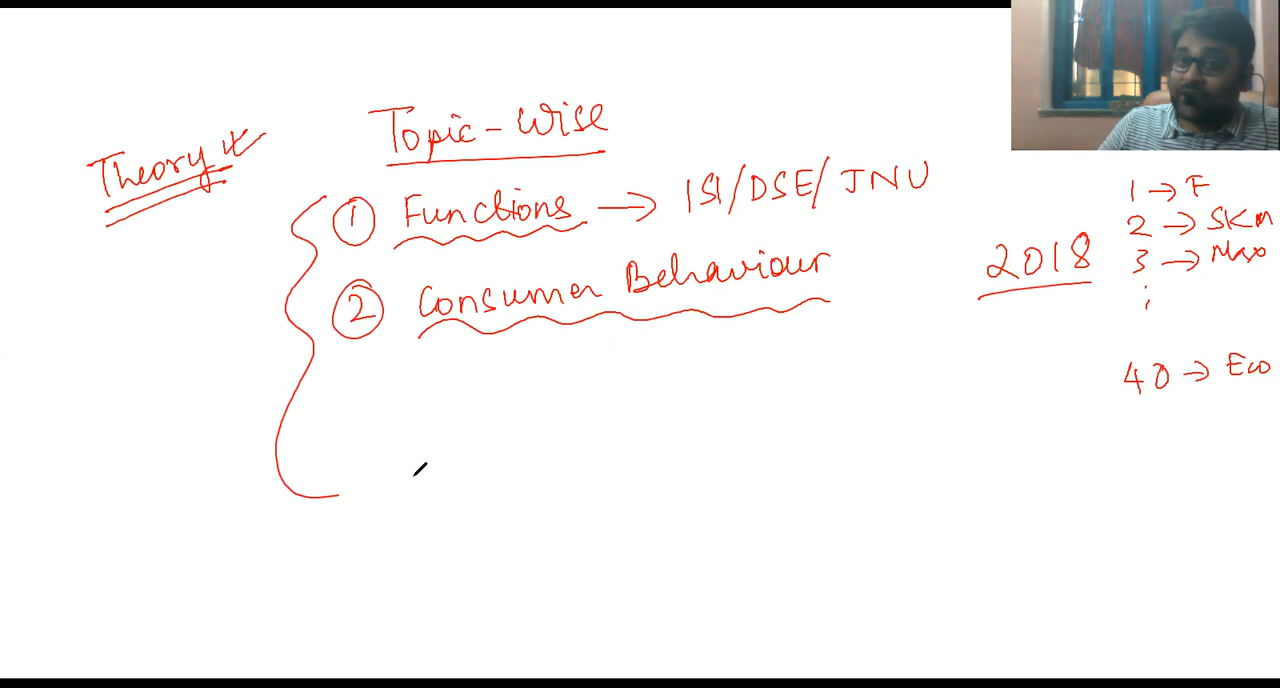 Theory
Topic-Wise
① Functions → ISI/DSE/JNU
② Consumer Behaviour
2018
1 → F
2 → SKM
3 → Max
40 → Eco